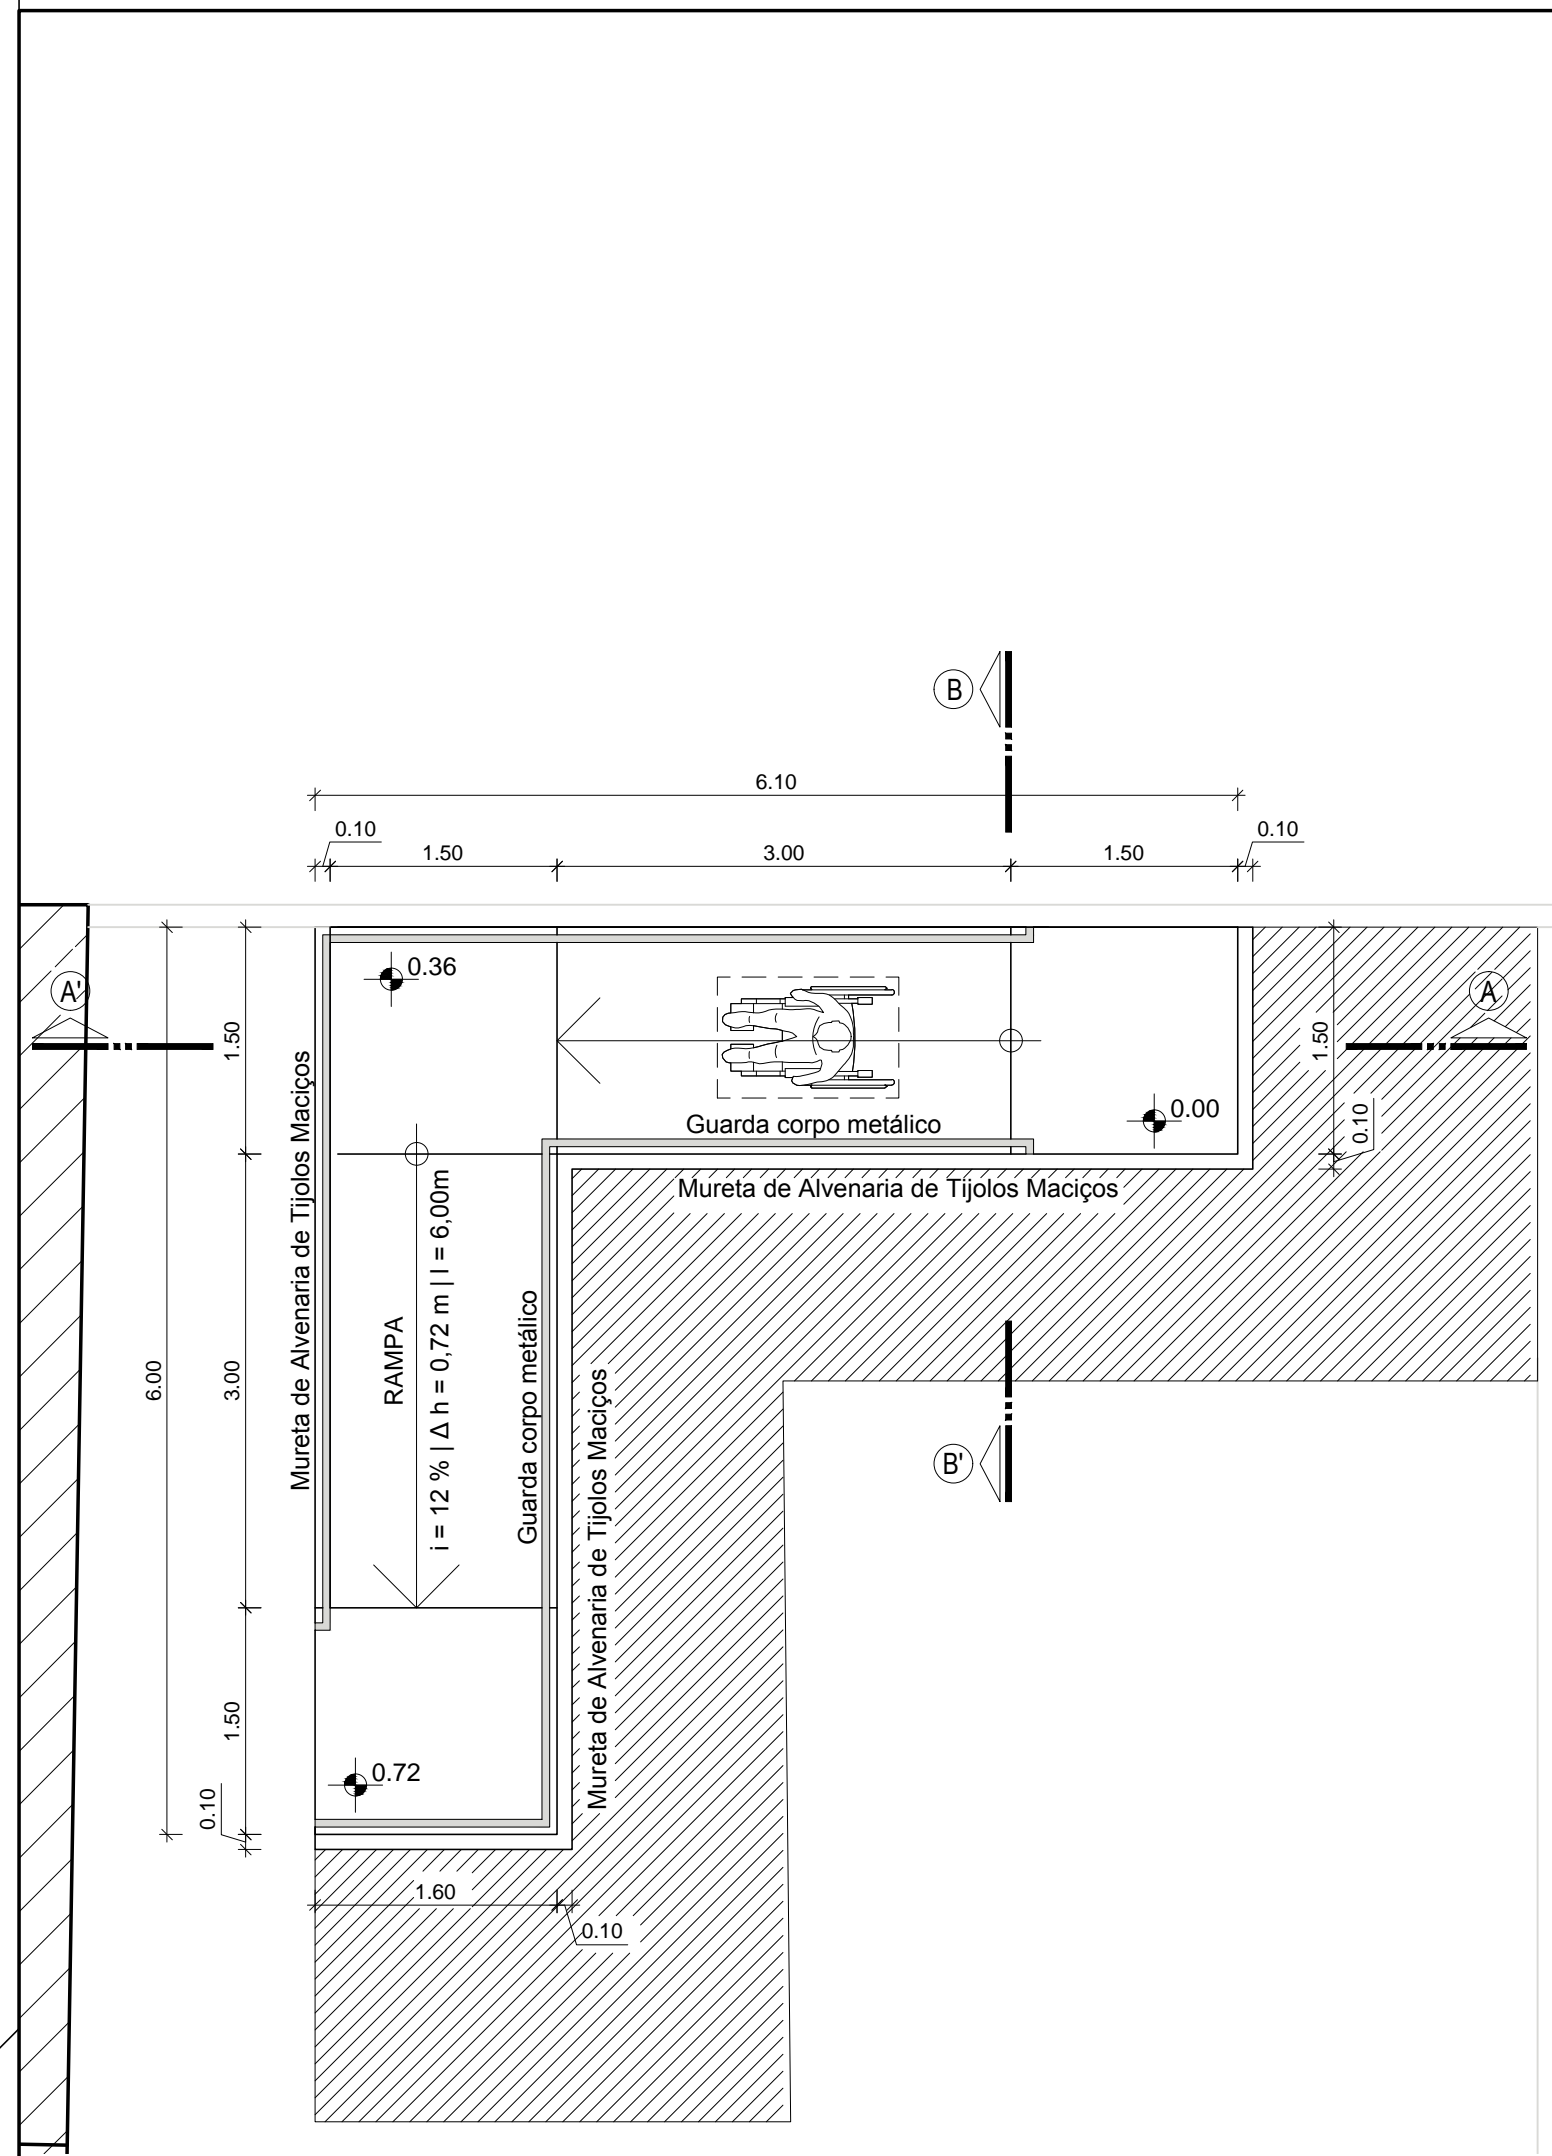 B
6.10
0.10
0.10
1.50
3.00
1.50
A'
0.36
A
1.50
1.50
0.00
0.10
Guarda corpo metálico
Mureta de Alvenaria de Tijolos Maciços
Mureta de Alvenaria de Tijolos Maciços
6.00
3.00
RAMPA
i = 12 % | Δ h = 0,72 m | l = 6,00m
Guarda corpo metálico
Mureta de Alvenaria de Tijolos Maciços
B'
1.50
0.72
0.10
1.60
0.10